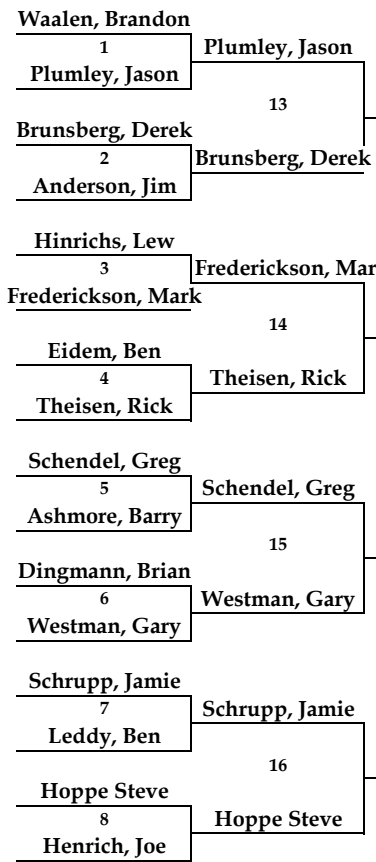 Waalen, Brandon
1
Plumley, Jason
Plumley, Jason
13
Brunsberg, Derek
2
Anderson, Jim
Brunsberg, Derek
Hinrichs, Lew
3
Frederickson, Mark
Frederickson, Mar
14
Eidem, Ben
4
Theisen, Rick
Theisen, Rick
Schendel, Greg
5
Ashmore, Barry
Schendel, Greg
15
Dingmann, Brian
6
Westman, Gary
Westman, Gary
Schrupp, Jamie
7
Leddy, Ben
Schrupp, Jamie
16
Hoppe Steve
8
Henrich, Joe
Hoppe Steve